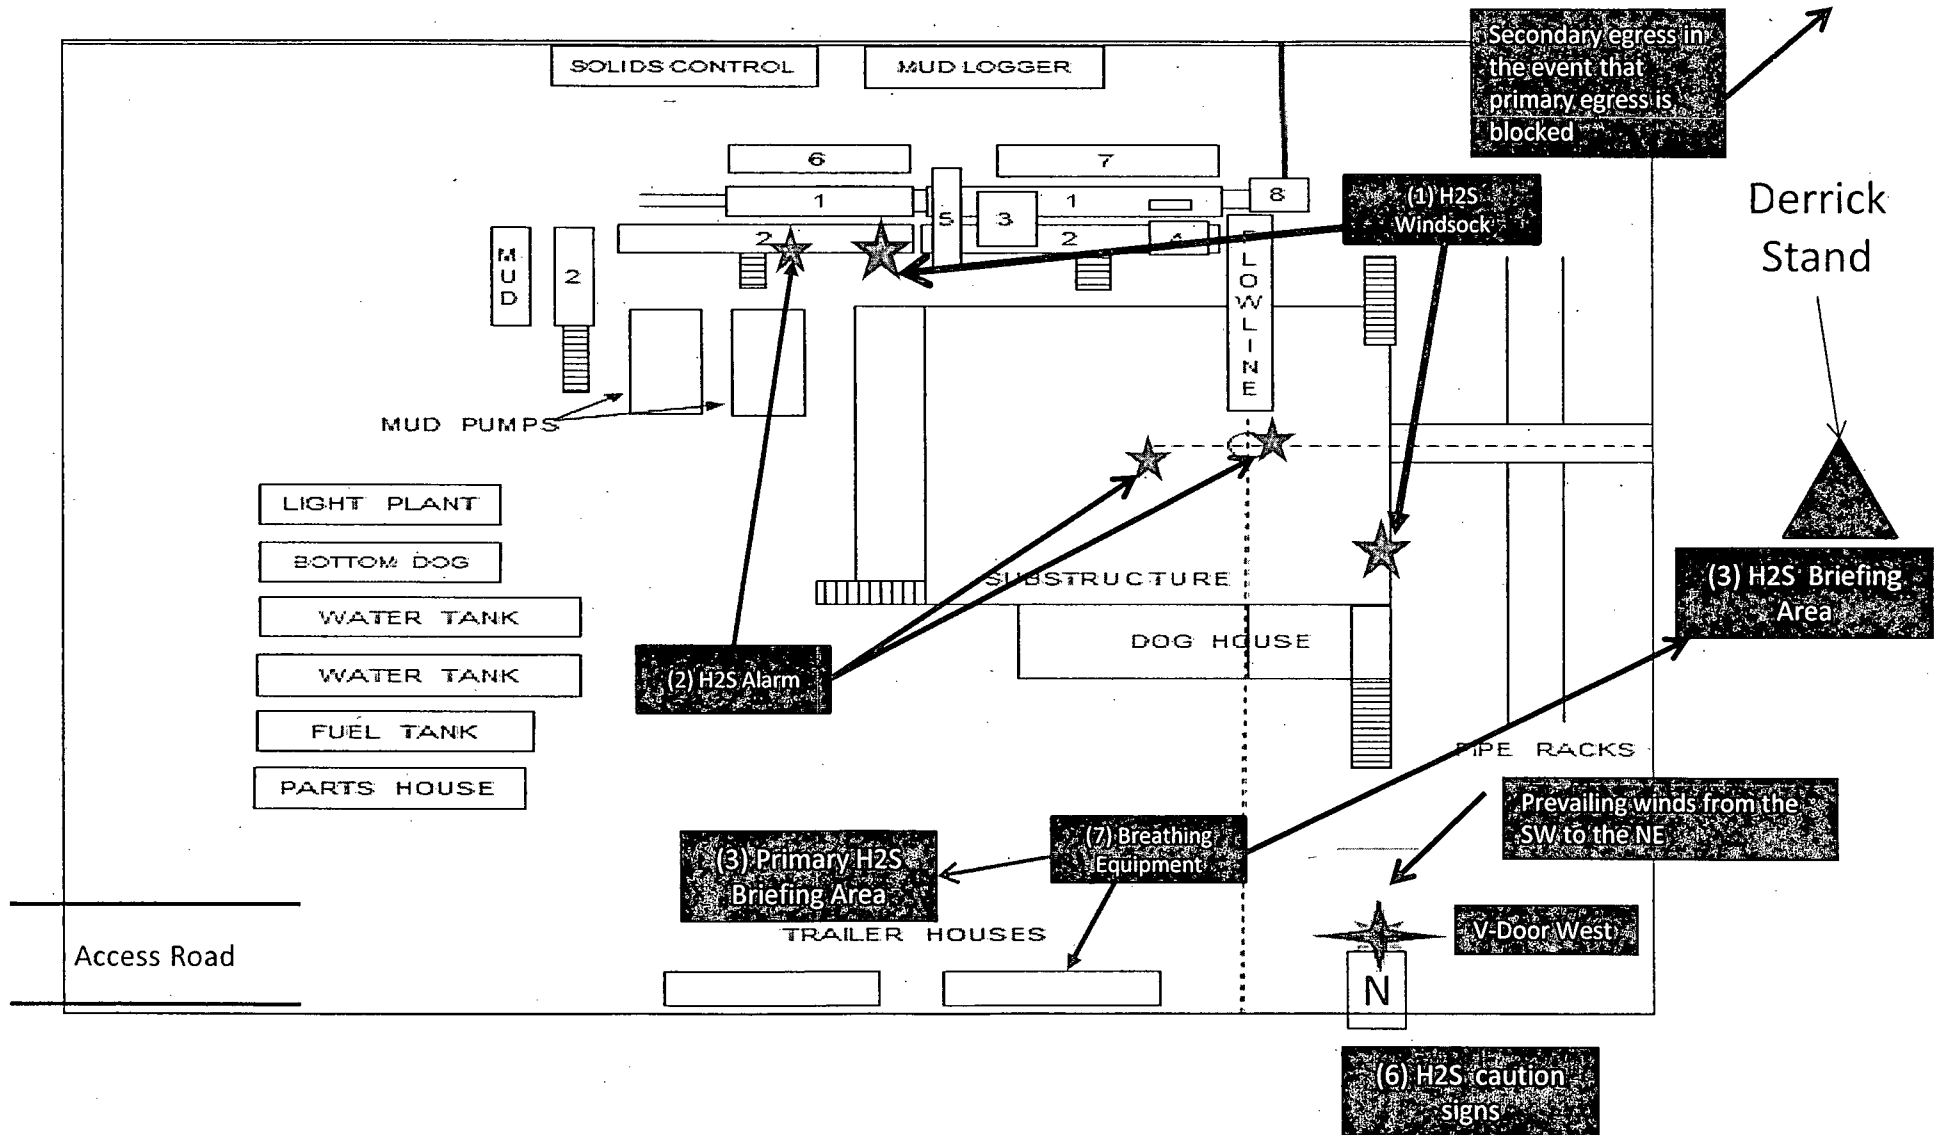 Secondary egress in
the event that
primary egress is
blocked
SOLIDS CONTROL
MUD LOGGER
6
7
1
5
3
1
8
(1) H2S
Windsock
Derrick
Stand
2
2
4
MUD
2
FLOWLINE
MUD PUMPS
LIGHT PLANT
BOTTOM DOG
WATER TANK
WATER TANK
FUEL TANK
PARTS HOUSE
SUBSTRUCTURE
DOG HOUSE
(2) H2S Alarm
(3) H2S Briefing
Area
PIPE RACKS
Prevailing winds from the
SW to the NE
(7) Breathing
Equipment
(3) Primary H2S
Briefing Area
TRAILER HOUSES
V-Door West
Access Road
N
(6) H2S caution
signs